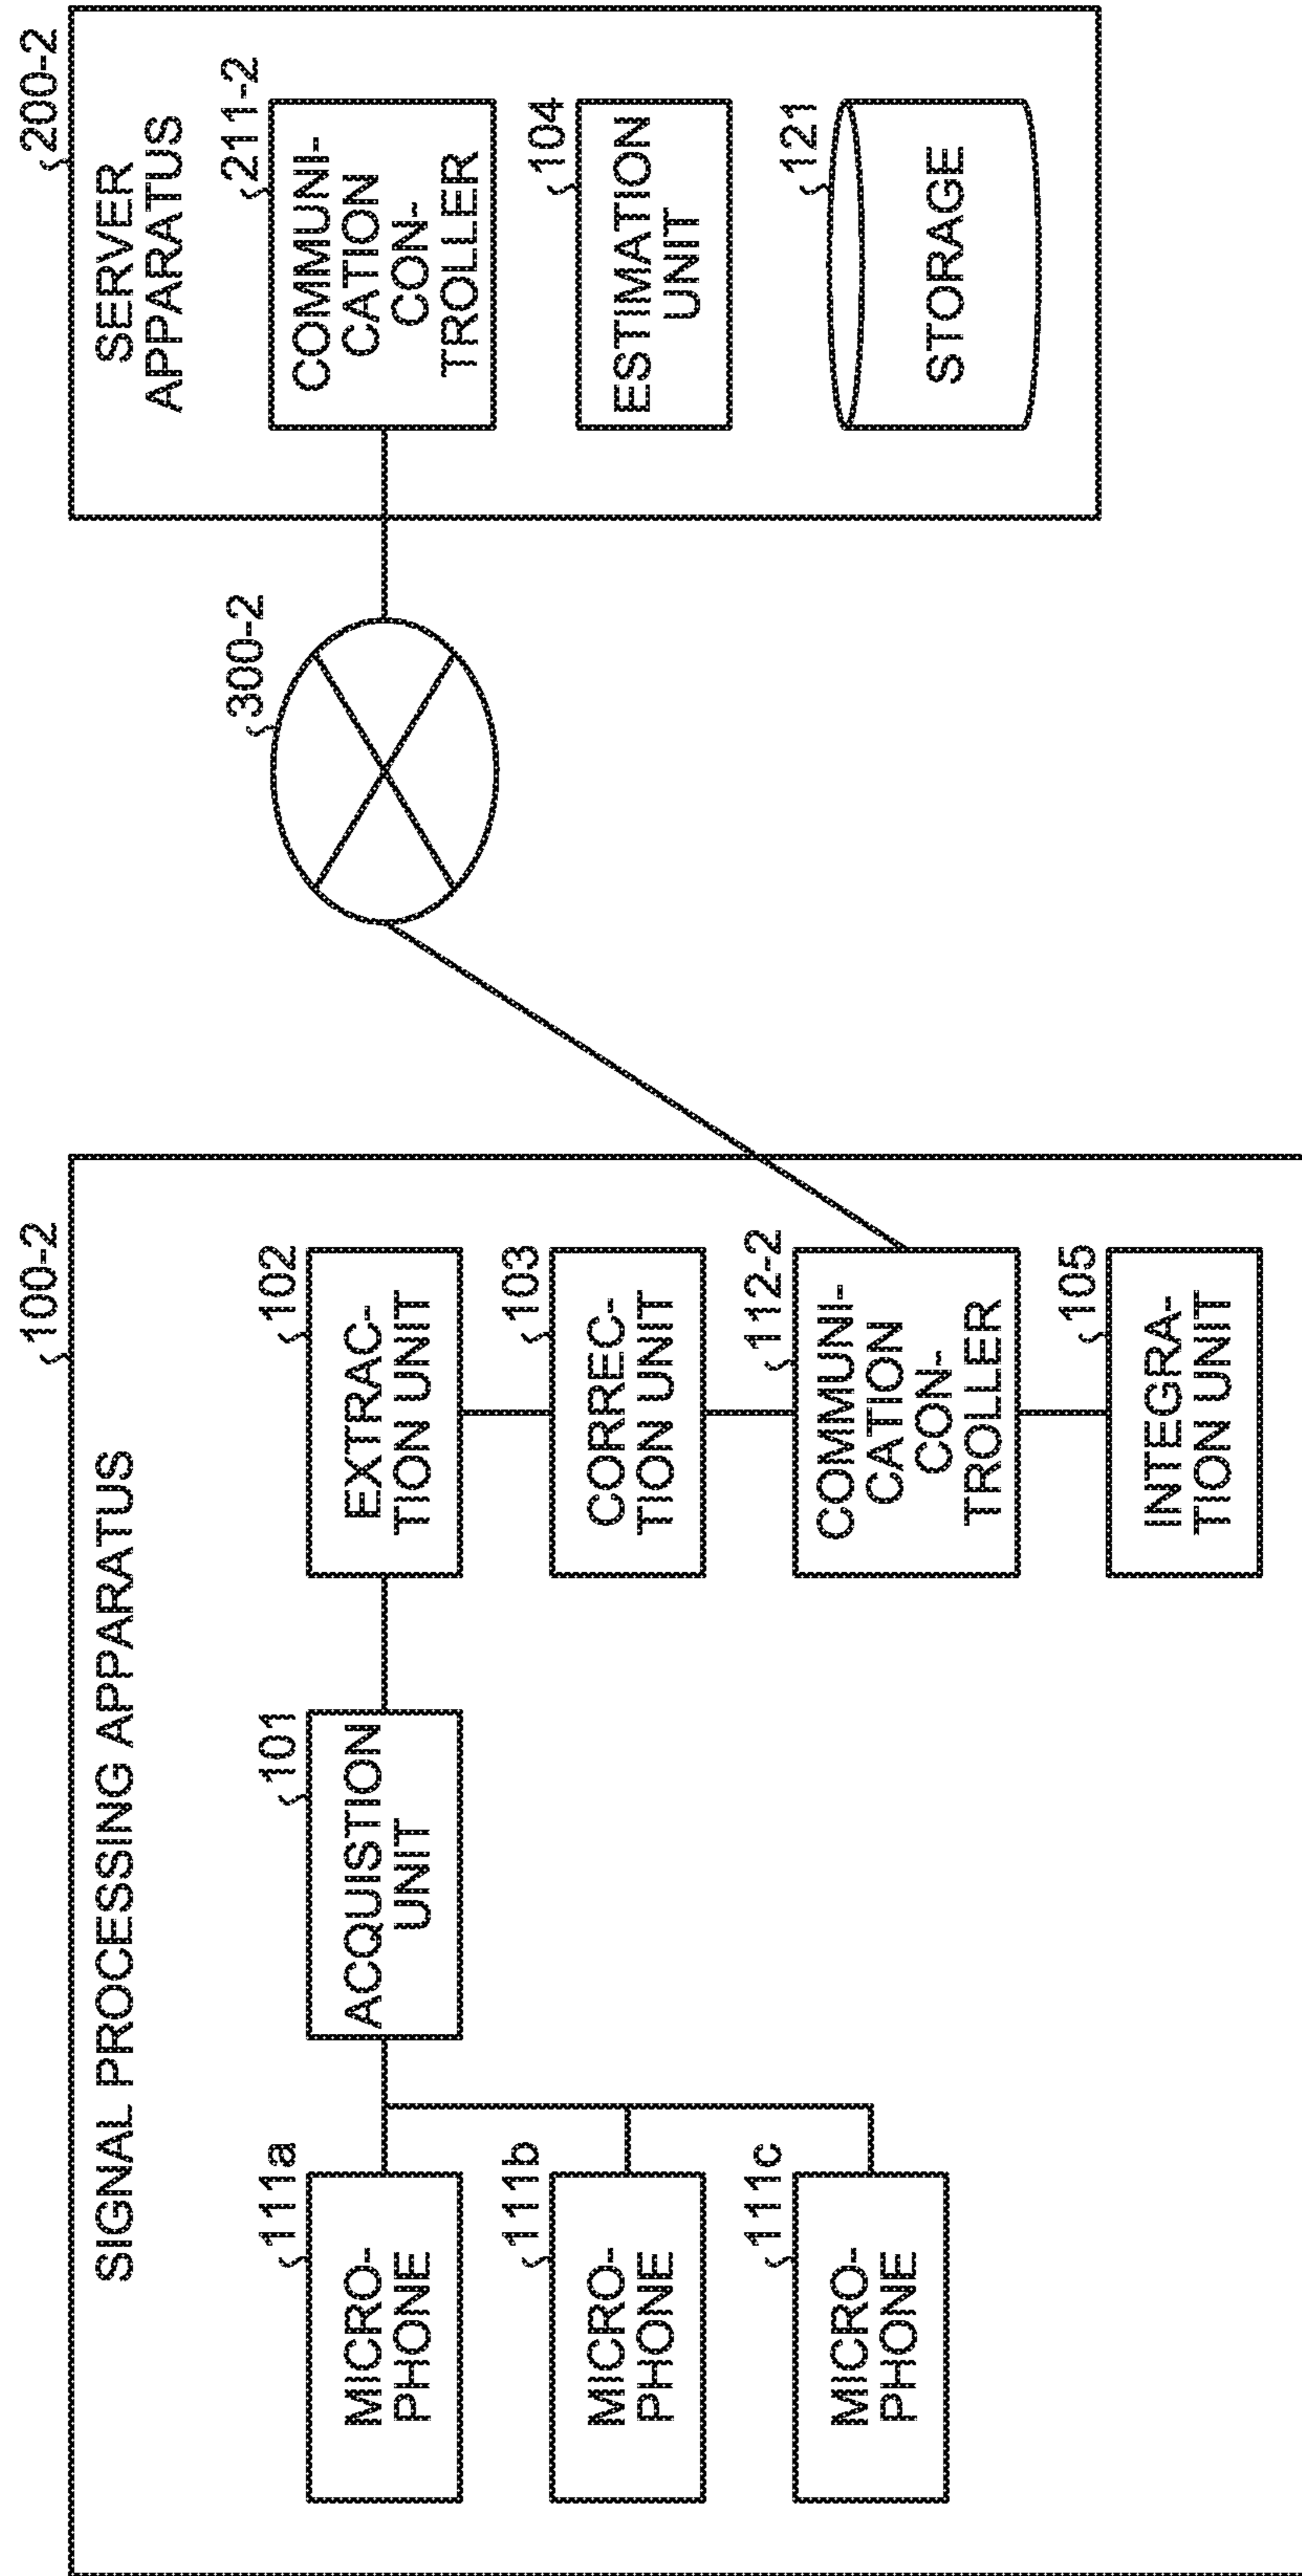 100-2
SIGNAL PROCESSING APPARATUS
111a
MICRO-
PHONE
111b
MICRO-
PHONE
111c
MICRO-
PHONE
101
ACQUISTION
UNIT
102
EXTRAC-
TION UNIT
103
CORREC-
TION UNIT
112-2
COMMUNI-
CATION
CON-
TROLLER
105
INTEGRA-
TION UNIT
300-2
200-2
SERVER
APPARATUS
211-2
COMMUNI-
CATION
CON-
TROLLER
104
ESTIMATION
UNIT
121
STORAGE